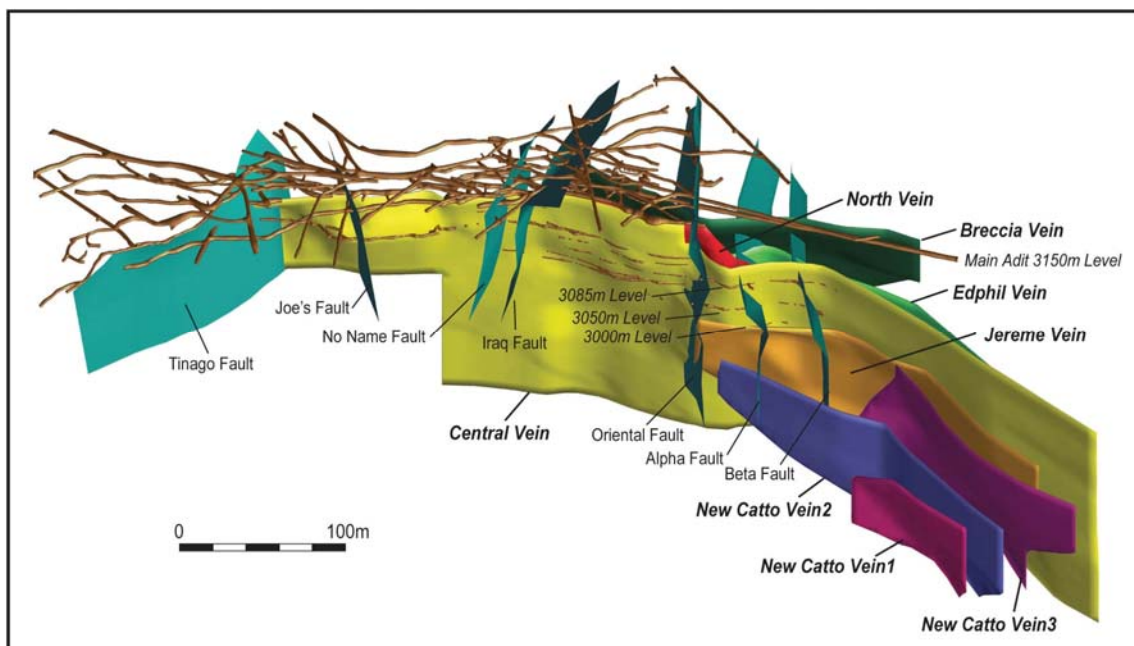 North Vein
Breccia Vein
Main Adit 3150m Level
Edphil Vein
3085m Level
3050m Level
3000m Level
Jereme Vein
Joe's Fault
No Name Fault
Iraq Fault
Tinago Fault
Central Vein
Oriental Fault
Alpha Fault
Beta Fault
New Catto Vein2
0 100m
New Catto Vein1
New Catto Vein3